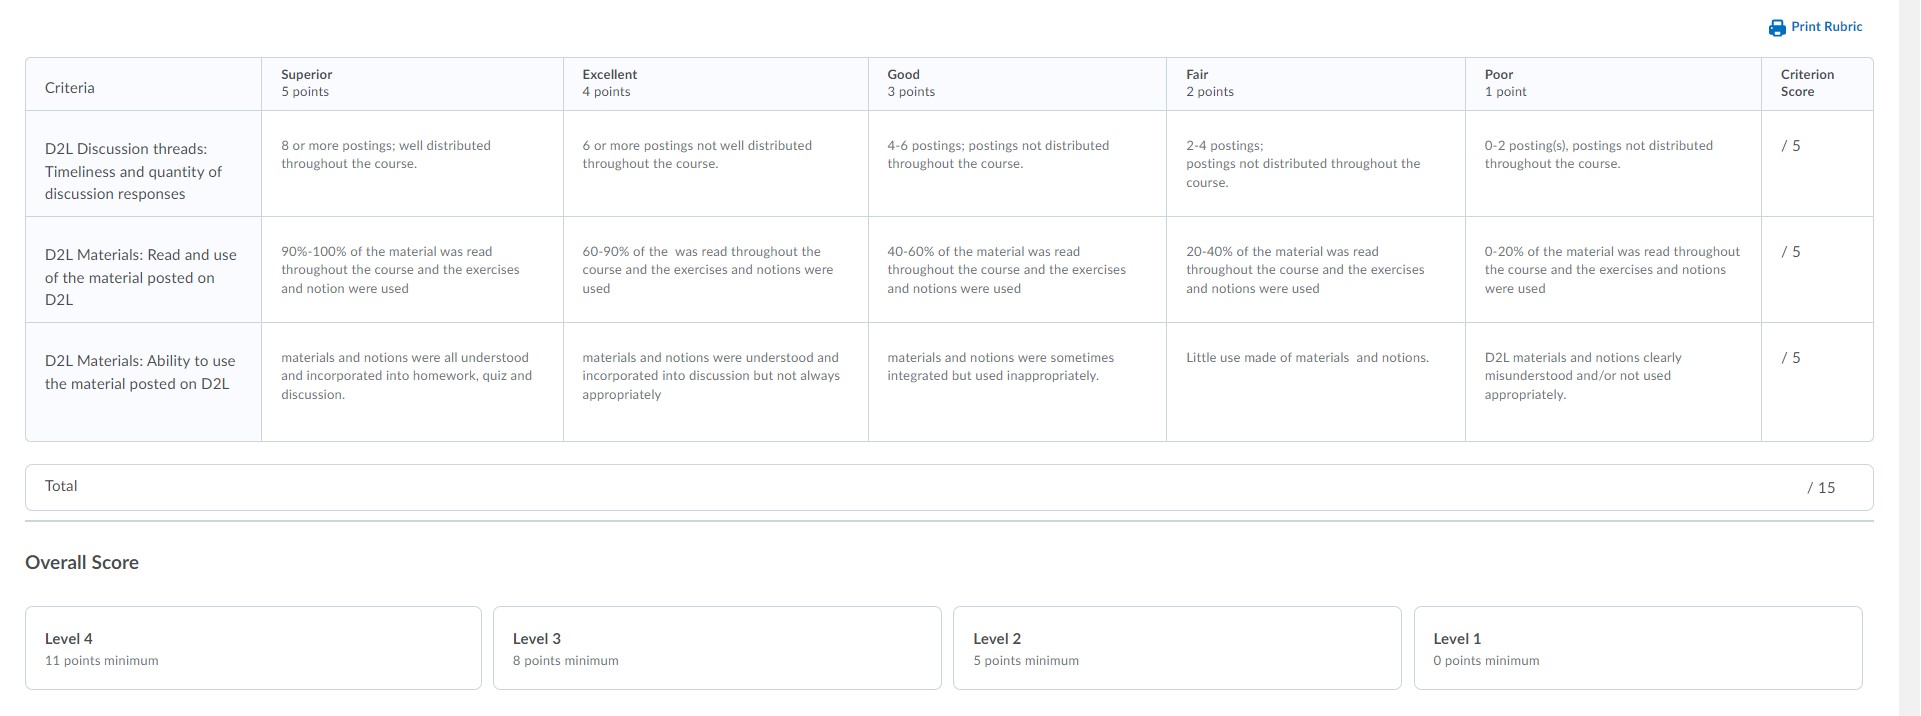 Print Rubric
Criteria
Superior
5 points
Excellent
4 points
Good
3 points
Fair
2 points
Poor
1 point
Criterion
Score
D2L Discussion threads:
Timeliness and quantity of
discussion responses
8 or more postings; well distributed
throughout the course.
6 or more postings not well distributed
throughout the course.
4-6 postings; postings not distributed
throughout the course.
2-4 postings;
postings not distributed throughout the
course.
0-2 posting(s), postings not distributed
throughout the course.
/ 5
D2L Materials: Read and use
of the material posted on
D2L
90%-100% of the material was read
throughout the course and the exercises
and notion were used
60-90% of the  was read throughout the
course and the exercises and notions were
used
40-60% of the material was read
throughout the course and the exercises
and notions were used
20-40% of the material was read
throughout the course and the exercises
and notions were used
0-20% of the material was read throughout
the course and the exercises and notions
were used
/ 5
D2L Materials: Ability to use
the material posted on D2L
materials and notions were all understood
and incorporated into homework, quiz and
discussion.
materials and notions were understood and
incorporated into discussion but not always
appropriately
materials and notions were sometimes
integrated but used inappropriately.
Little use made of materials  and notions.
D2L materials and notions clearly
misunderstood and/or not used
appropriately.
/ 5
Total
/ 15
Overall Score
Level 4
11 points minimum
Level 3
8 points minimum
Level 2
5 points minimum
Level 1
0 points minimum